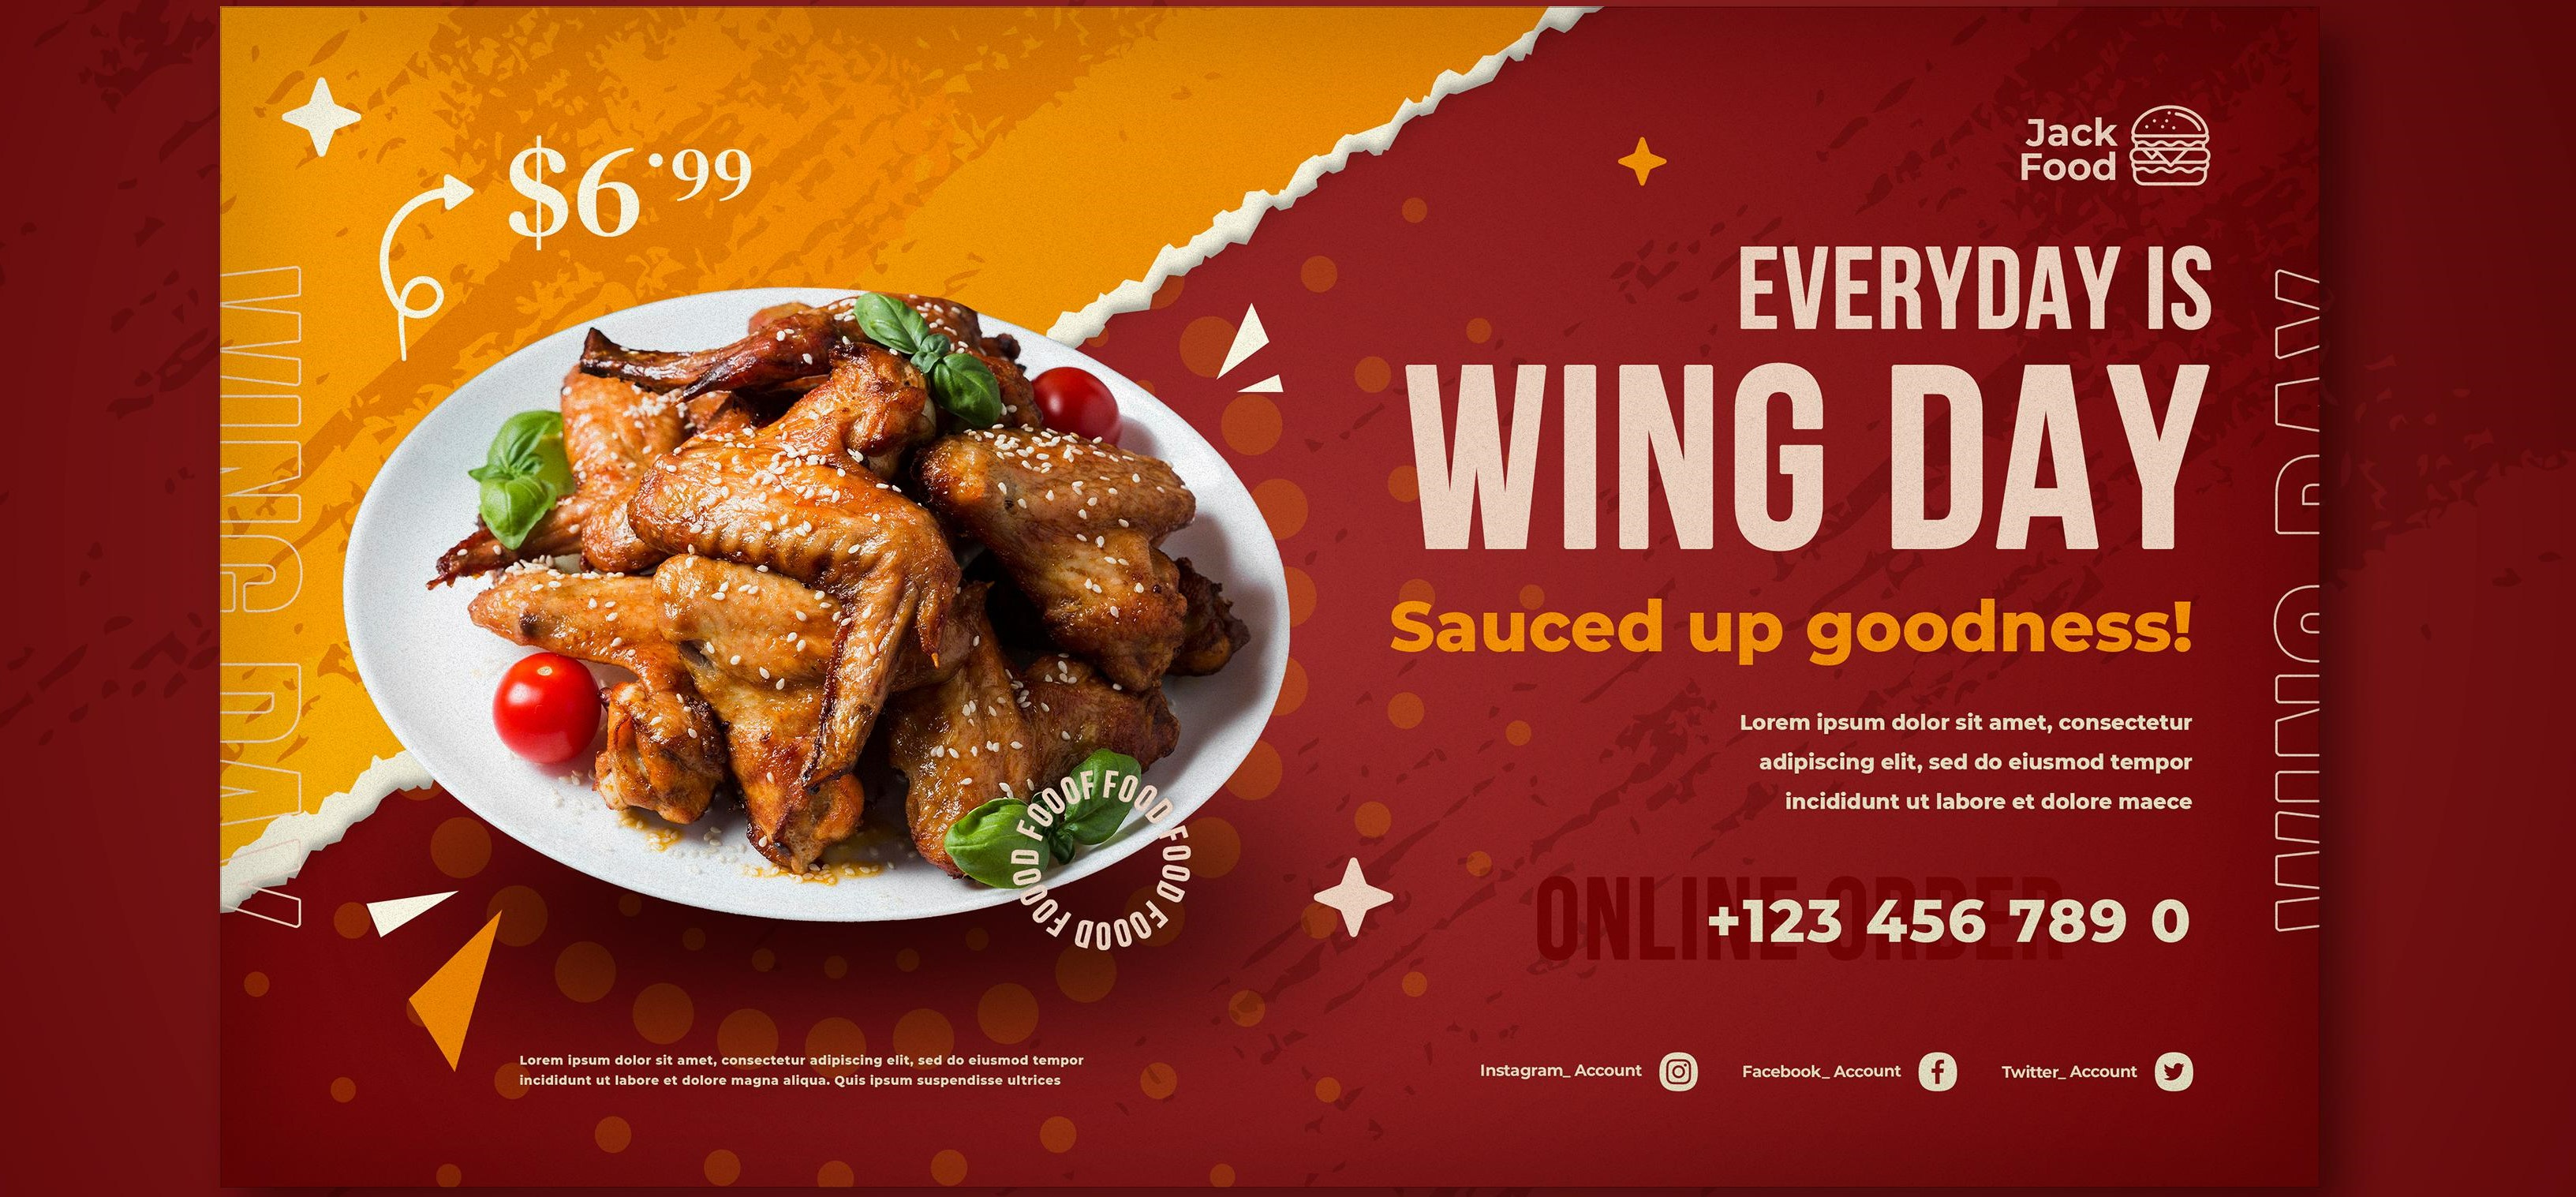 $6.99
Jack
Food
EVERYDAY IS
WING DAY
Sauced up goodness!
Lorem ipsum dolor sit amet, consectetur
adipiscing elit, sed do eiusmod tempor
incididunt ut labore et dolore maece
ONLINE ORDER
+123 456 789 0
Instagram_ Account
Facebook_ Account
Twitter_ Account
WING DAY
WING DAY
FOOD FOOOF FOOD FOOD FOOD FOOOD
Lorem ipsum dolor sit amet, consectetur adipiscing elit, sed do eiusmod tempor
incididunt ut labore et dolore magna aliqua. Quis ipsum suspendisse ultrices